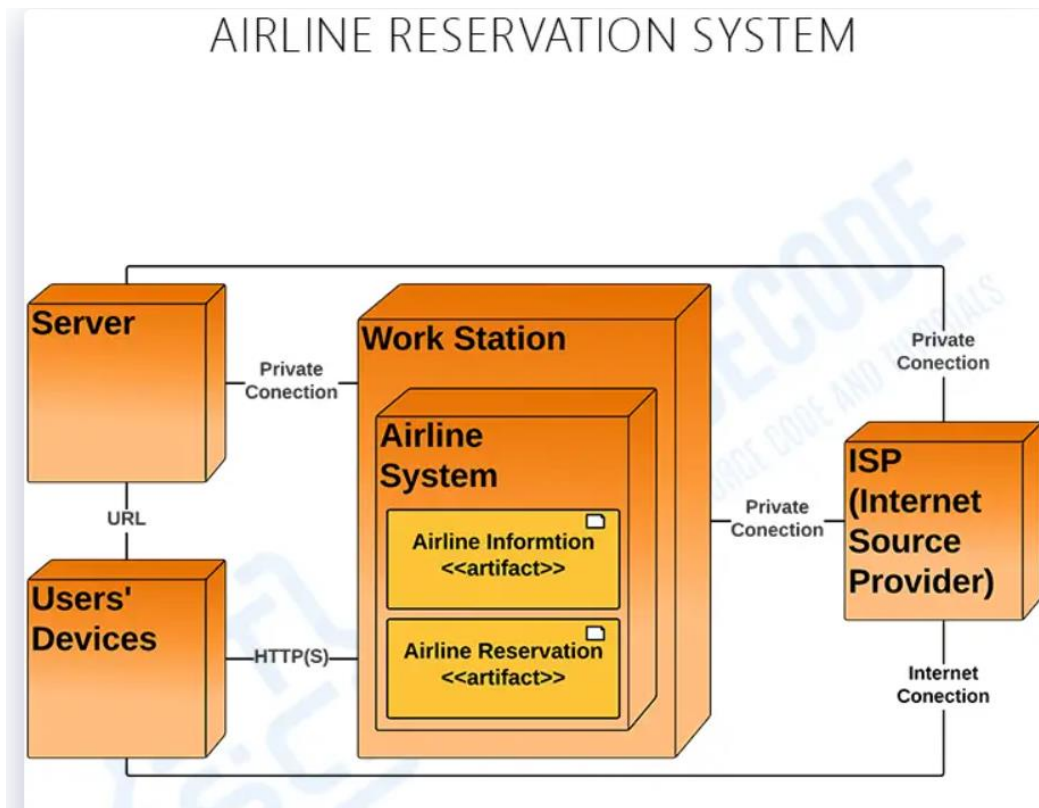 AIRLINE RESERVATION SYSTEM
Server
Private
Conection
Work Station
Private
Conection
Airline
System
ISP
(Internet
Source
Provider)
Private
Conection
URL
Airline Informtion
<<artifact>>
Users'
Devices
HTTP(S)
Airline Reservation
<<artifact>>
Internet
Conection